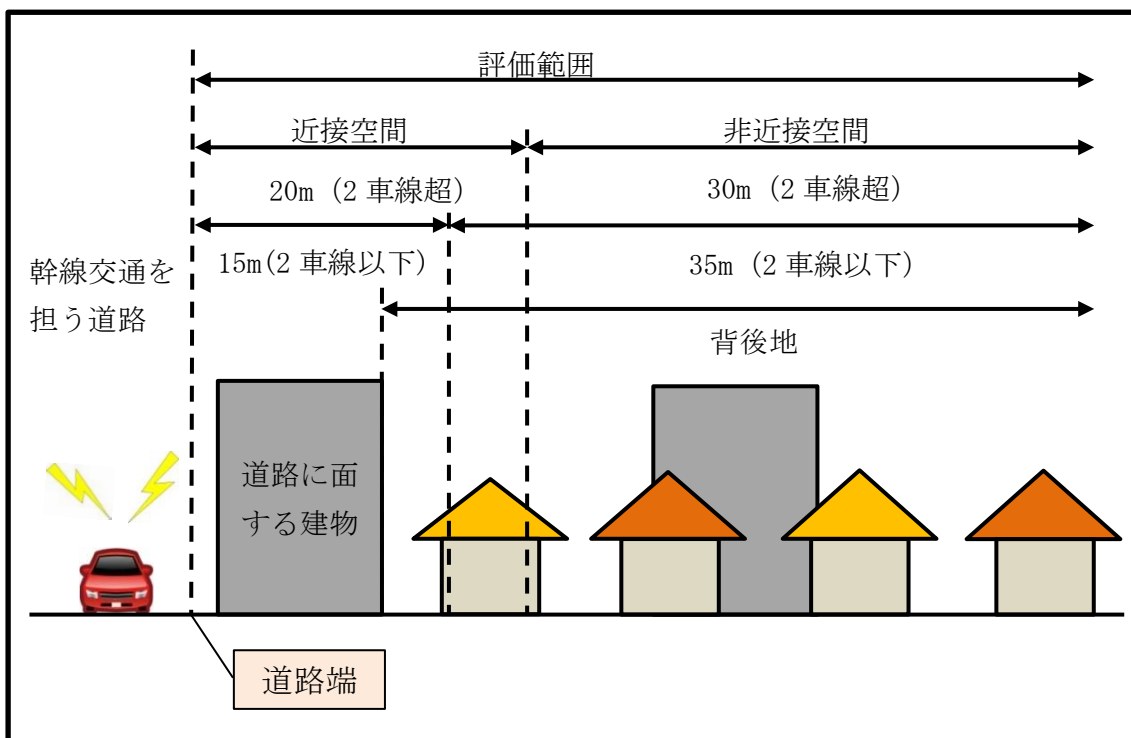 評価範囲
近接空間
非近接空間
20m (2 車線超)
30m (2 車線超)
幹線交通を
担う道路
15m(2 車線以下)
35m (2 車線以下)
背後地
道路に面
する建物
道路端